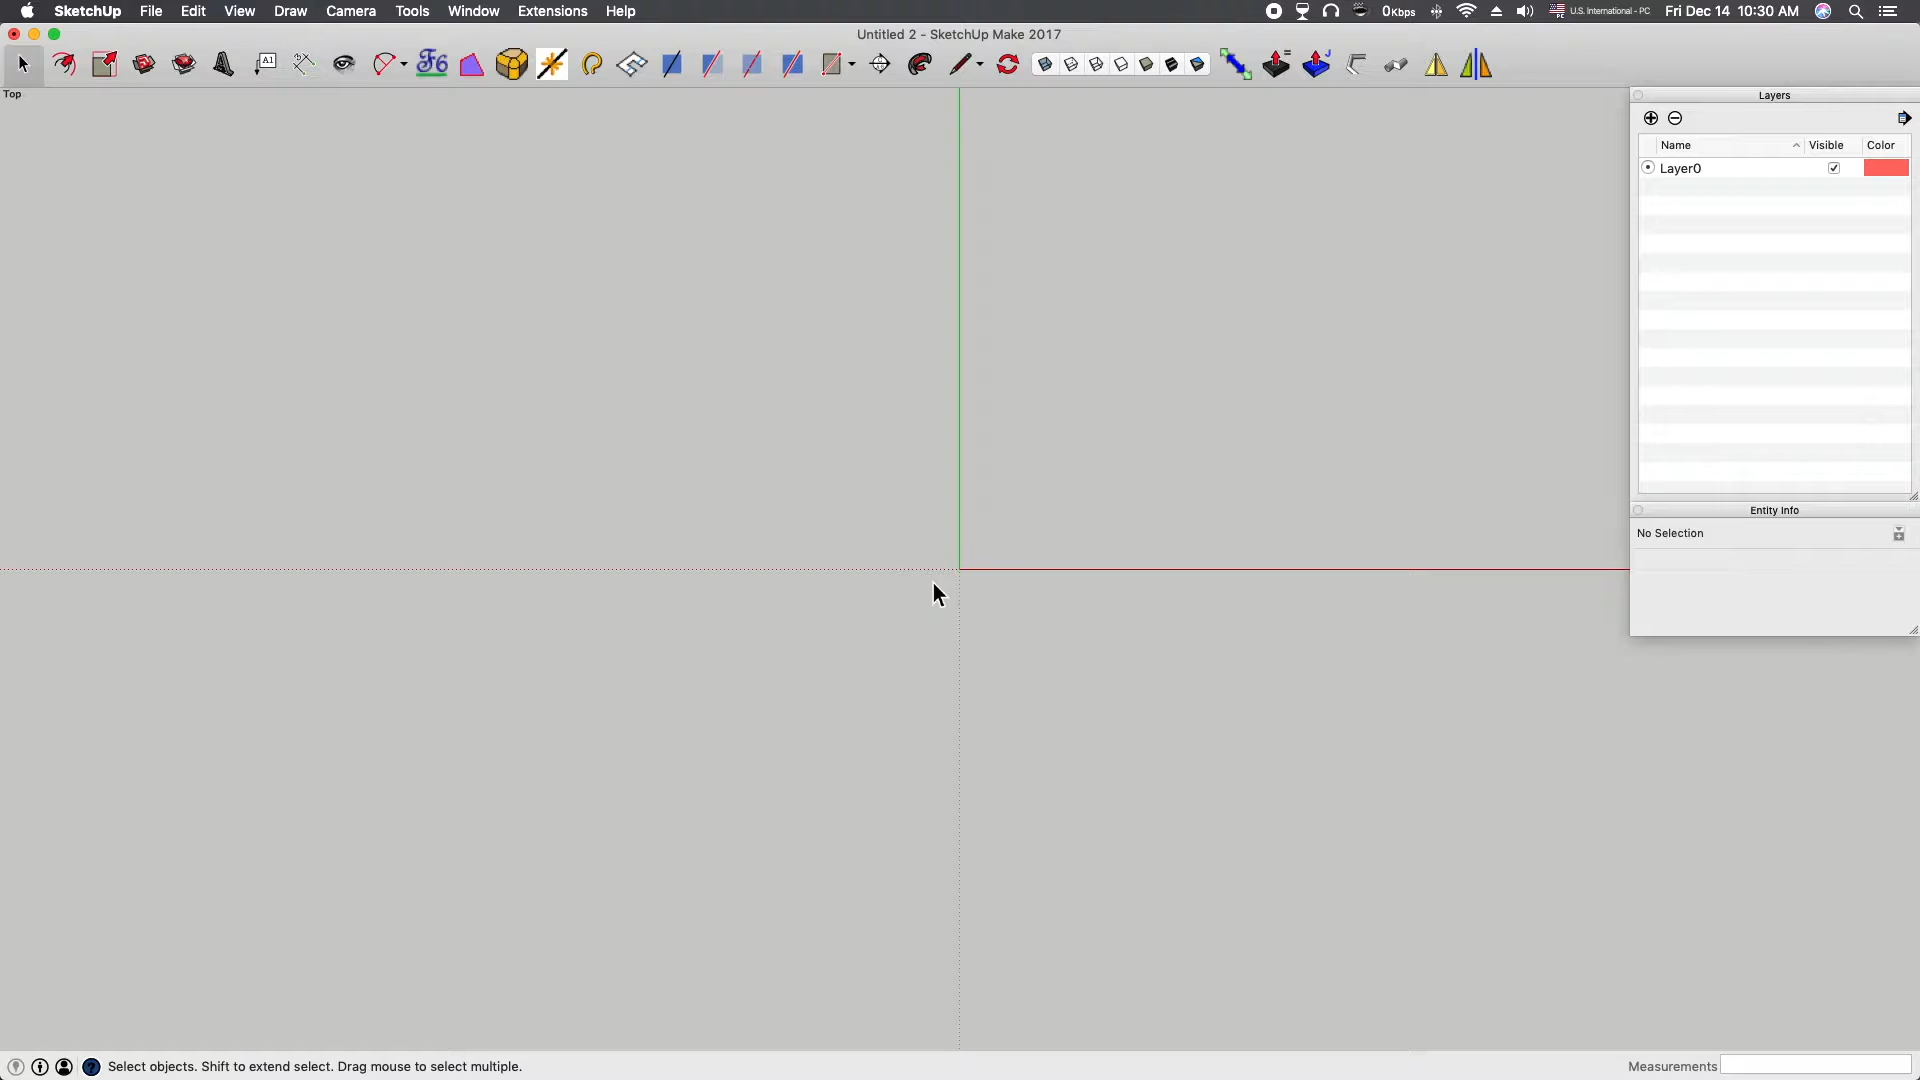 SketchUp File Edit View Draw Camera Tools Window Extensions Help
0Kbps U.S. International - PC Fri Dec 14 10:30 AM
Untitled 2 - SketchUp Make 2017
A1 F6
Top
Layers
Name Visible Color
Layer0
Entity Info
No Selection
Select objects. Shift to extend select. Drag mouse to select multiple.
Measurements